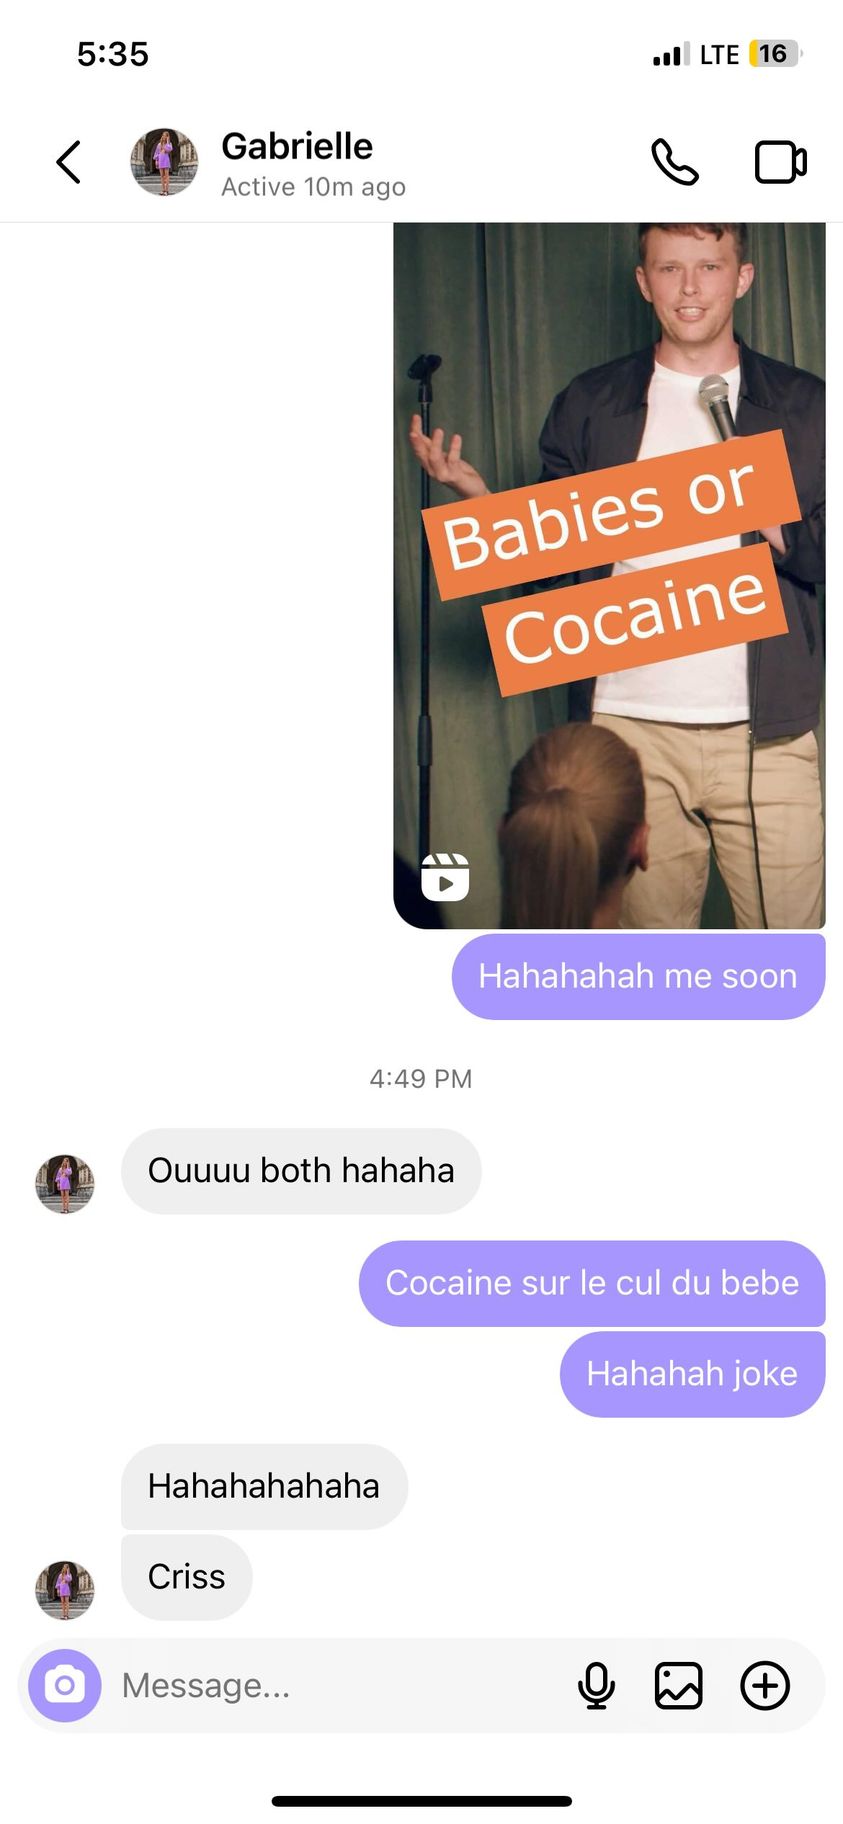 5:35
LTE 16
Gabrielle
Active 10m ago
Babies or
Cocaine
Hahahahah me soon
4:49 PM
Ouuuu both hahaha
Cocaine sur le cul du bebe
Hahahah joke
Hahahahahaha
Criss
Message...